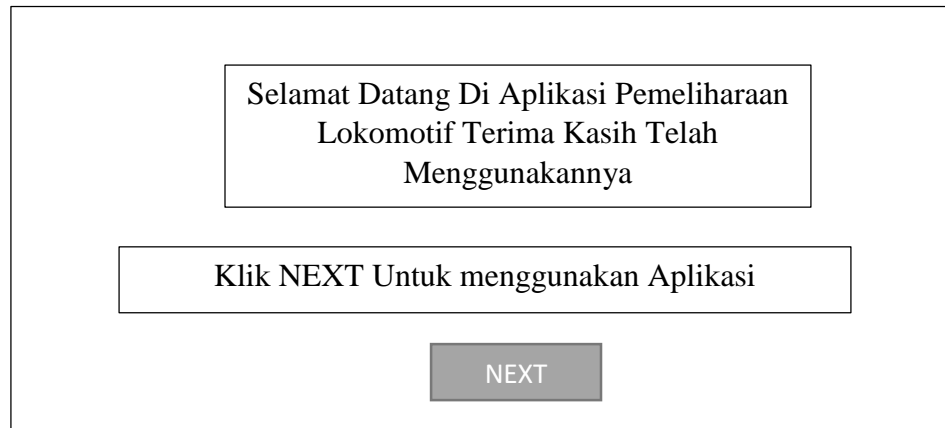 Selamat Datang Di Aplikasi Pemeliharaan
Lokomotif Terima Kasih Telah
Menggunakannya
Klik NEXT Untuk menggunakan Aplikasi
NEXT